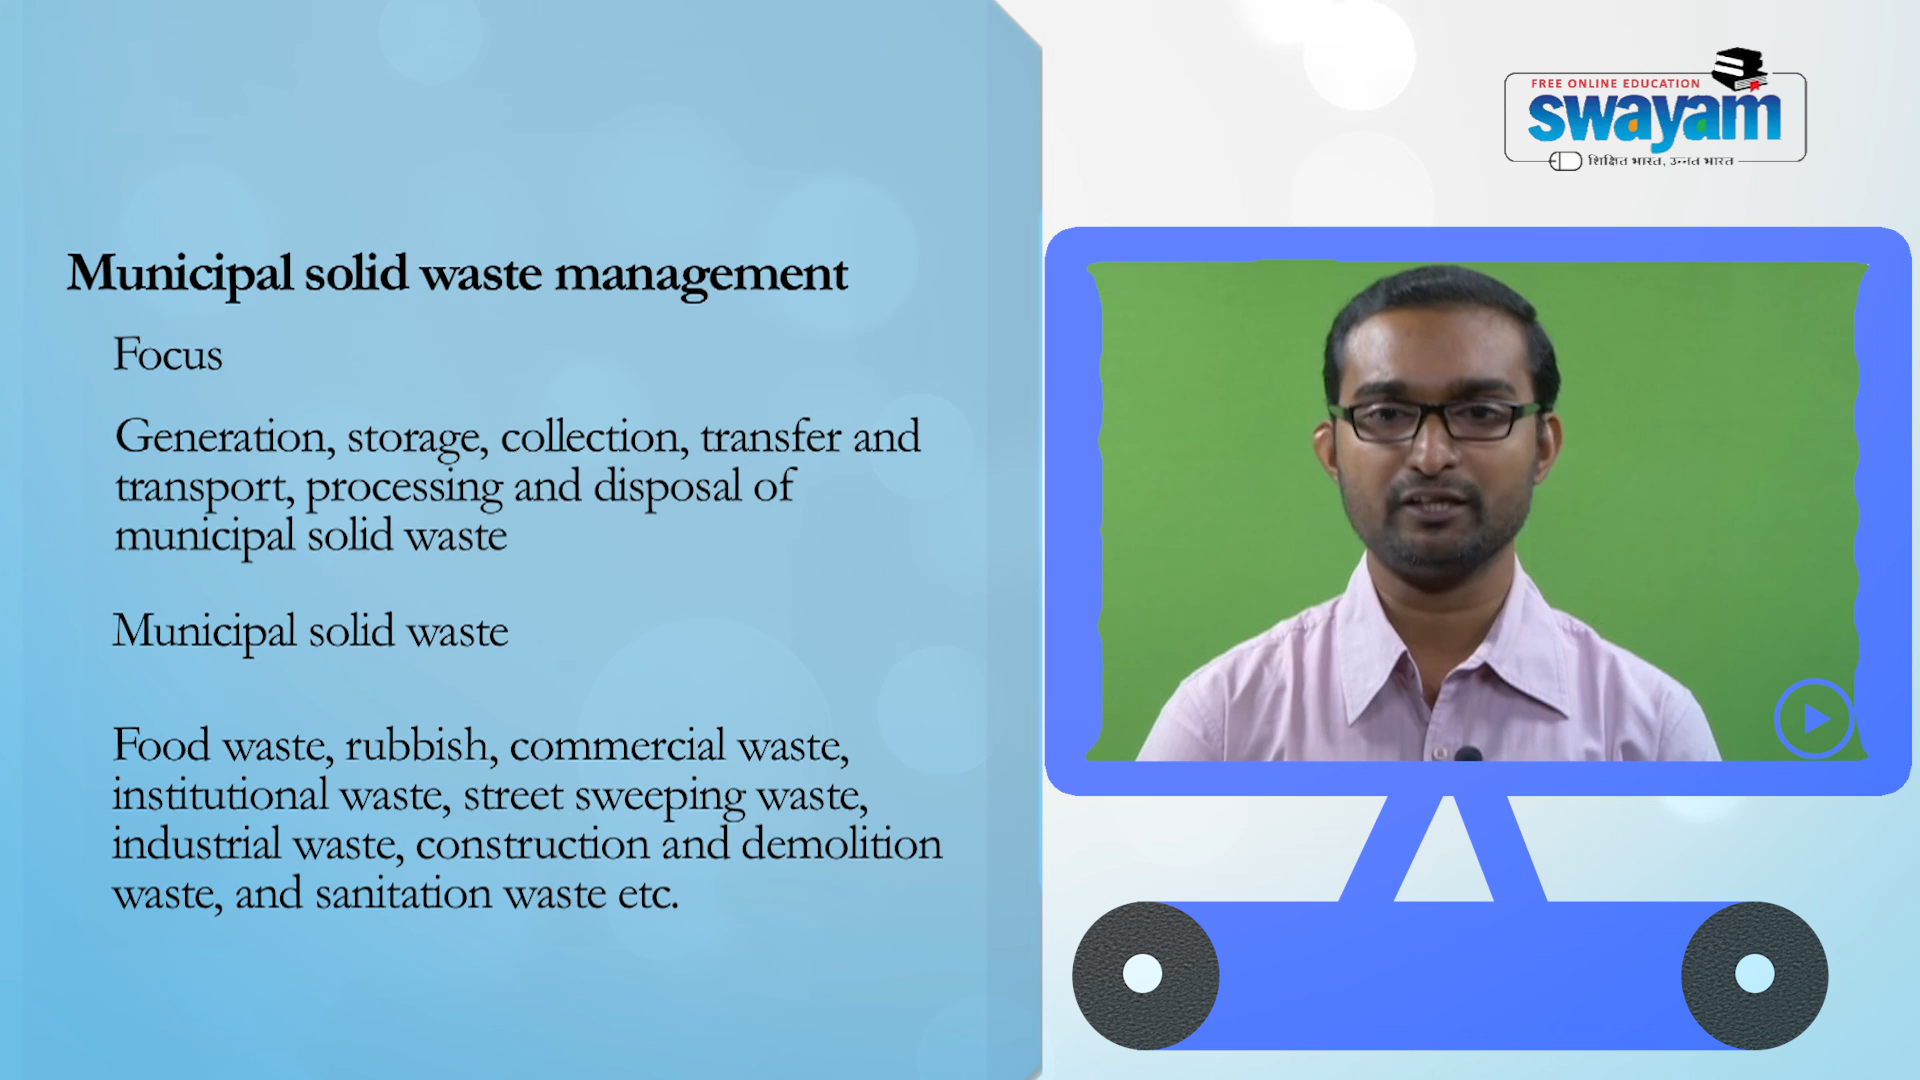 Municipal solid waste management
Focus
Generation, storage, collection, transfer and
transport, processing and disposal of
municipal solid waste
Municipal solid waste
Food waste, rubbish, commercial waste,
institutional waste, street sweeping waste,
industrial waste, construction and demolition
waste, and sanitation waste etc.
FREE ONLINE EDUCATION
swayam
शिक्षित भारत, उन्नत भारत